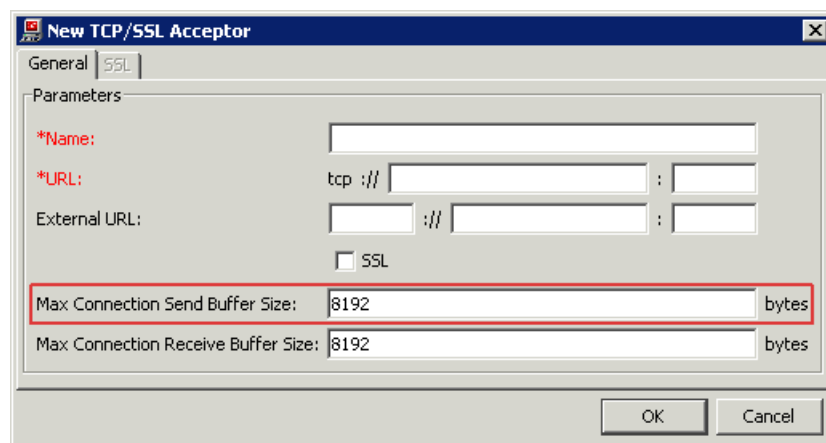 New TCP/SSL Acceptor
General SSL
Parameters
*Name:
*URL: tcp :// :
External URL: :// :
SSL
Max Connection Send Buffer Size: 8192 bytes
Max Connection Receive Buffer Size: 8192 bytes
OK Cancel